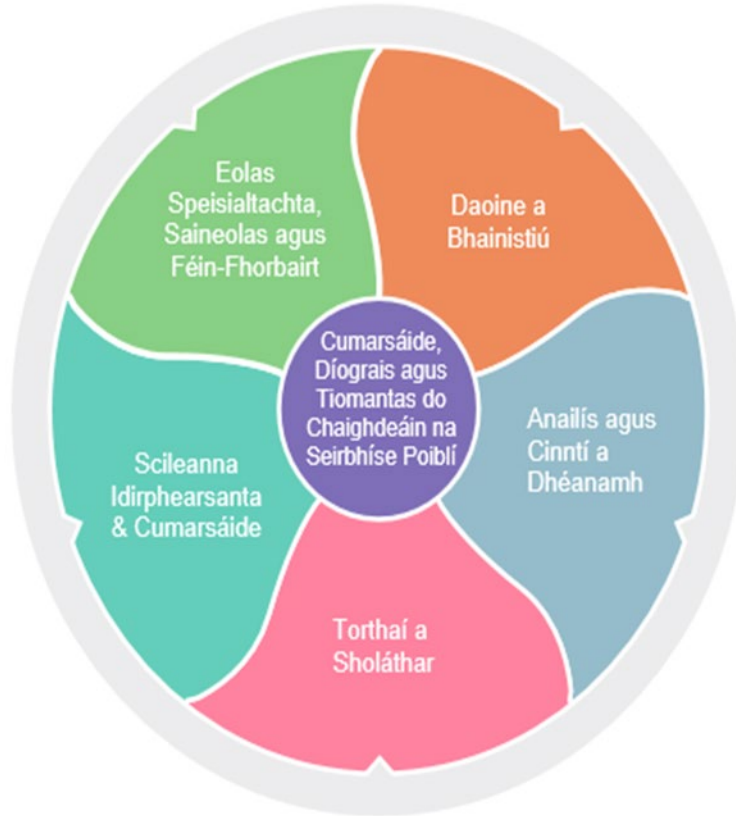 Eolas
Speisialtachta,
Saineolas agus
Féin-Fhorbairt
Daoine a
Bhainistiú
Cumarsáide,
Díograis agus
Tiomantas do
Chaighdeáin na
Seirbhíse Poiblí
Anailís agus
Cinntí a
Dhéanamh
Scileanna
Idirphearsanta
& Cumarsáide
Torthaí a
Sholáthar